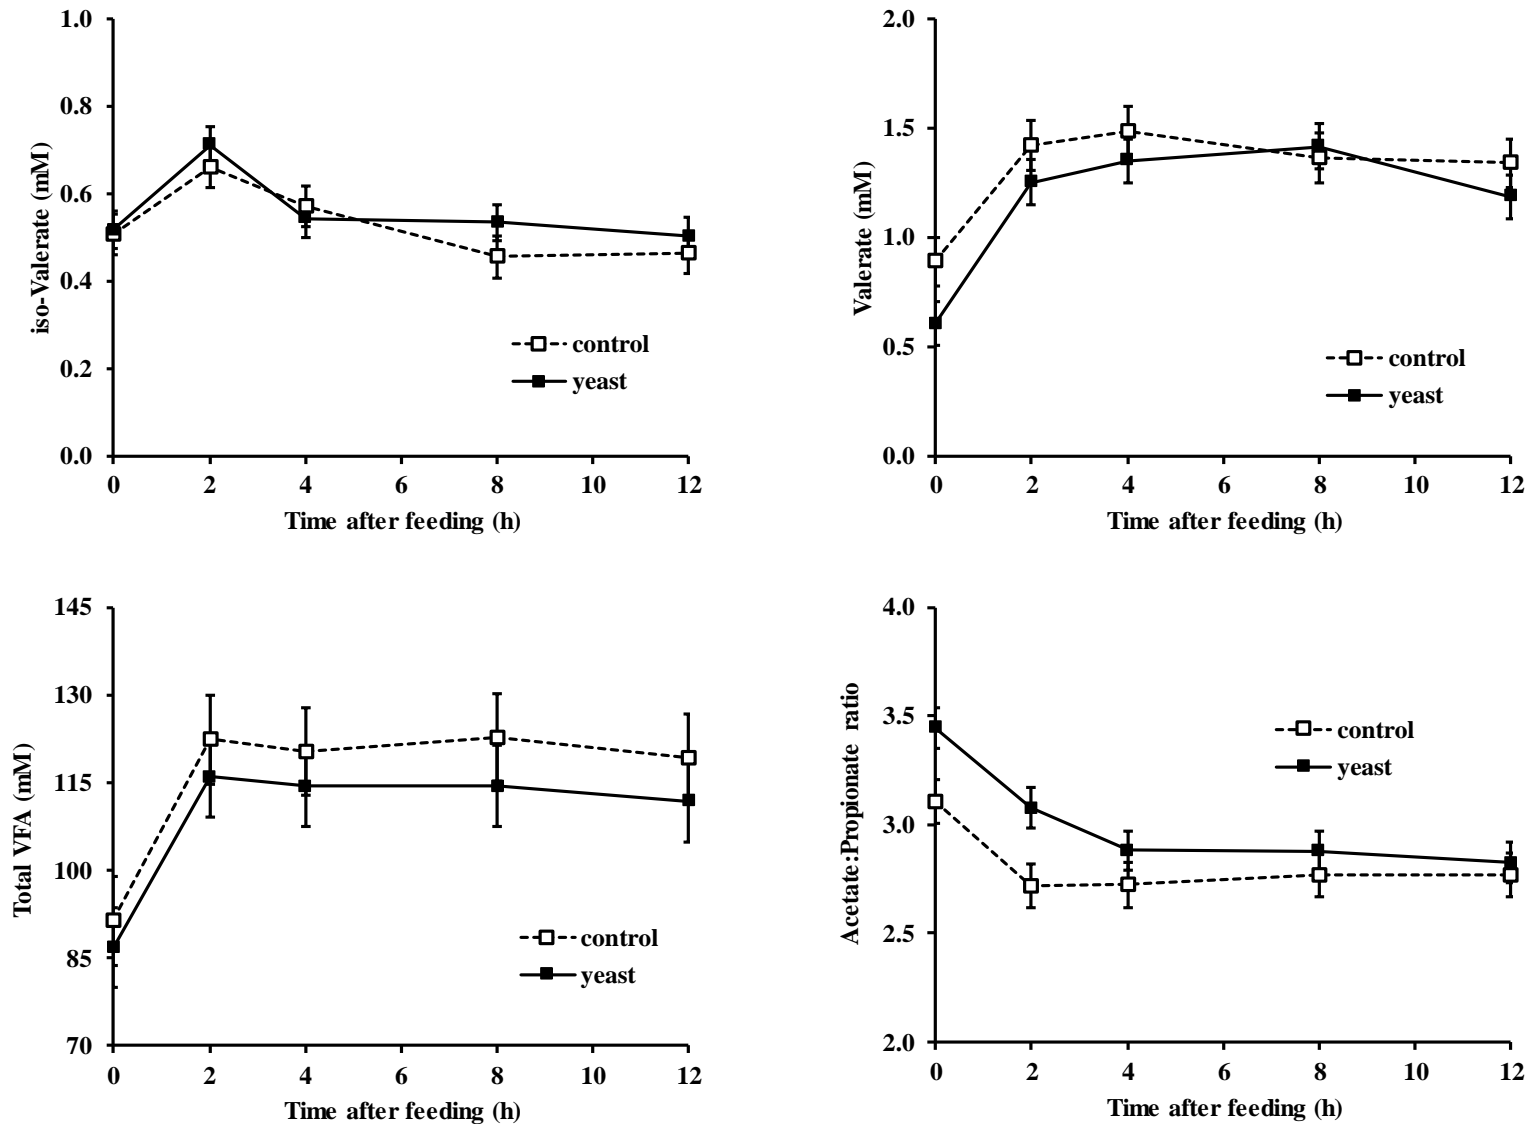 1.0
0.8
0.6
0.4
0.2
0.0
iso-Valerate (mM)
control
yeast
0 2 4 6 8 10 12
Time after feeding (h)
2.0
1.5
1.0
0.5
0.0
Valerate (mM)
control
yeast
0 2 4 6 8 10 12
Time after feeding (h)
145
130
115
100
85
70
Total VFA (mM)
control
yeast
0 2 4 6 8 10 12
Time after feeding (h)
4.0
3.5
3.0
2.5
2.0
Acetate:Propionate ratio
control
yeast
0 2 4 6 8 10 12
Time after feeding (h)